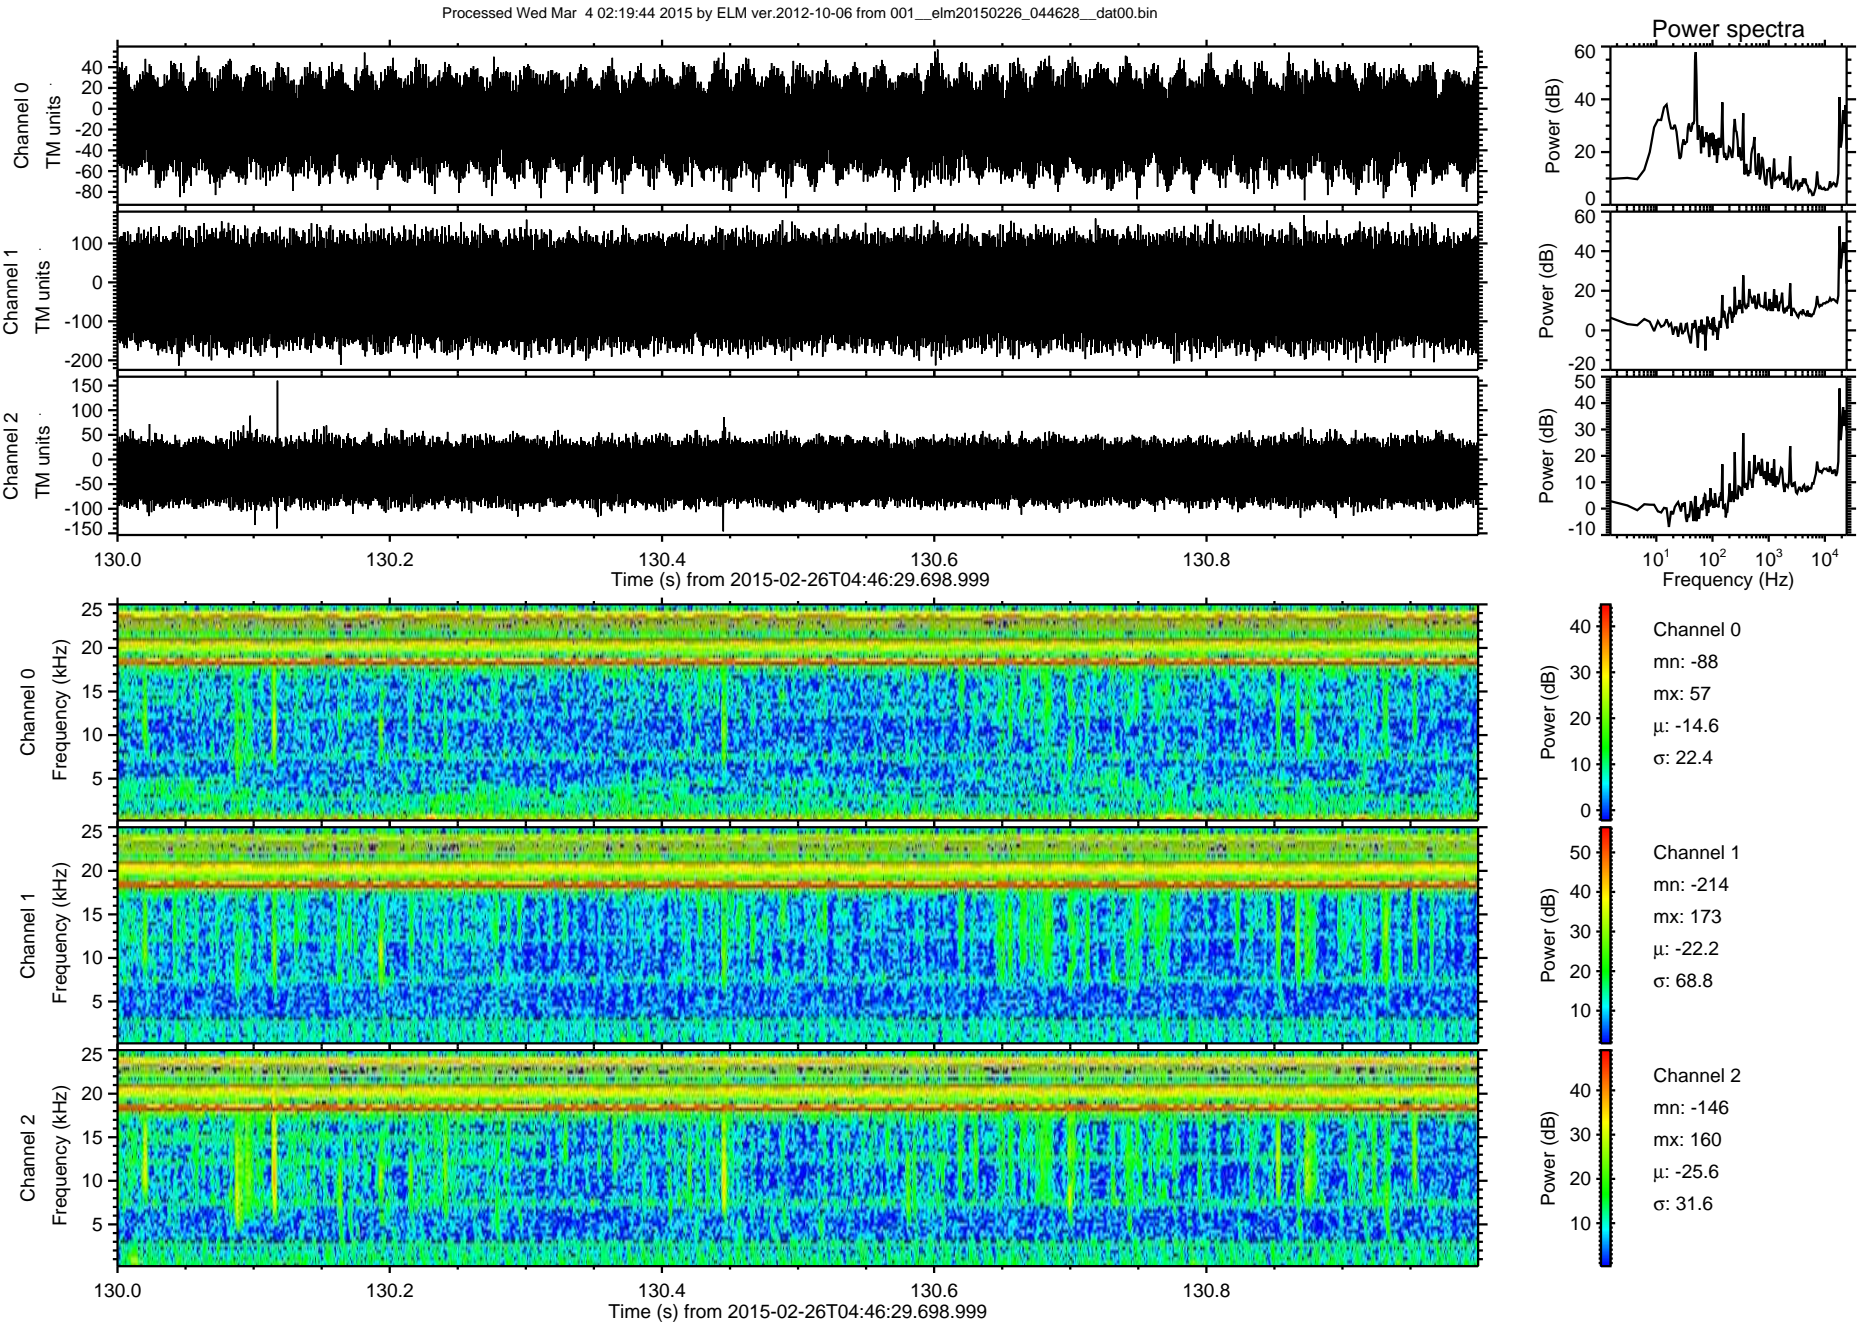 Processed Wed Mar  4 02:19:44 2015 by ELM ver.2012-10-06 from 001__elm20150226_044628__dat00.bin
Power spectra
Channel 0
TM units
40
20
0
-20
-40
-60
-80
Power (dB)
60
40
20
0
Channel 1
TM units
100
0
-100
-200
Power (dB)
60
40
20
0
-20
Channel 2
TM units
150
100
50
0
-50
-100
-150
Power (dB)
50
40
30
20
10
0
-10
130.0
130.2
130.4
130.6
130.8
Time (s) from 2015-02-26T04:46:29.698.999
10¹
10²
10³
10⁴
Frequency (Hz)
Channel 0
Frequency (kHz)
25
20
15
10
5
Power (dB)
40
30
20
10
0
Channel 0
mn: -88
mx: 57
μ: -14.6
σ: 22.4
Channel 1
Frequency (kHz)
25
20
15
10
5
Power (dB)
50
40
30
20
10
Channel 1
mn: -214
mx: 173
μ: -22.2
σ: 68.8
Channel 2
Frequency (kHz)
25
20
15
10
5
Power (dB)
40
30
20
10
Channel 2
mn: -146
mx: 160
μ: -25.6
σ: 31.6
130.0
130.2
130.4
130.6
130.8
Time (s) from 2015-02-26T04:46:29.698.999